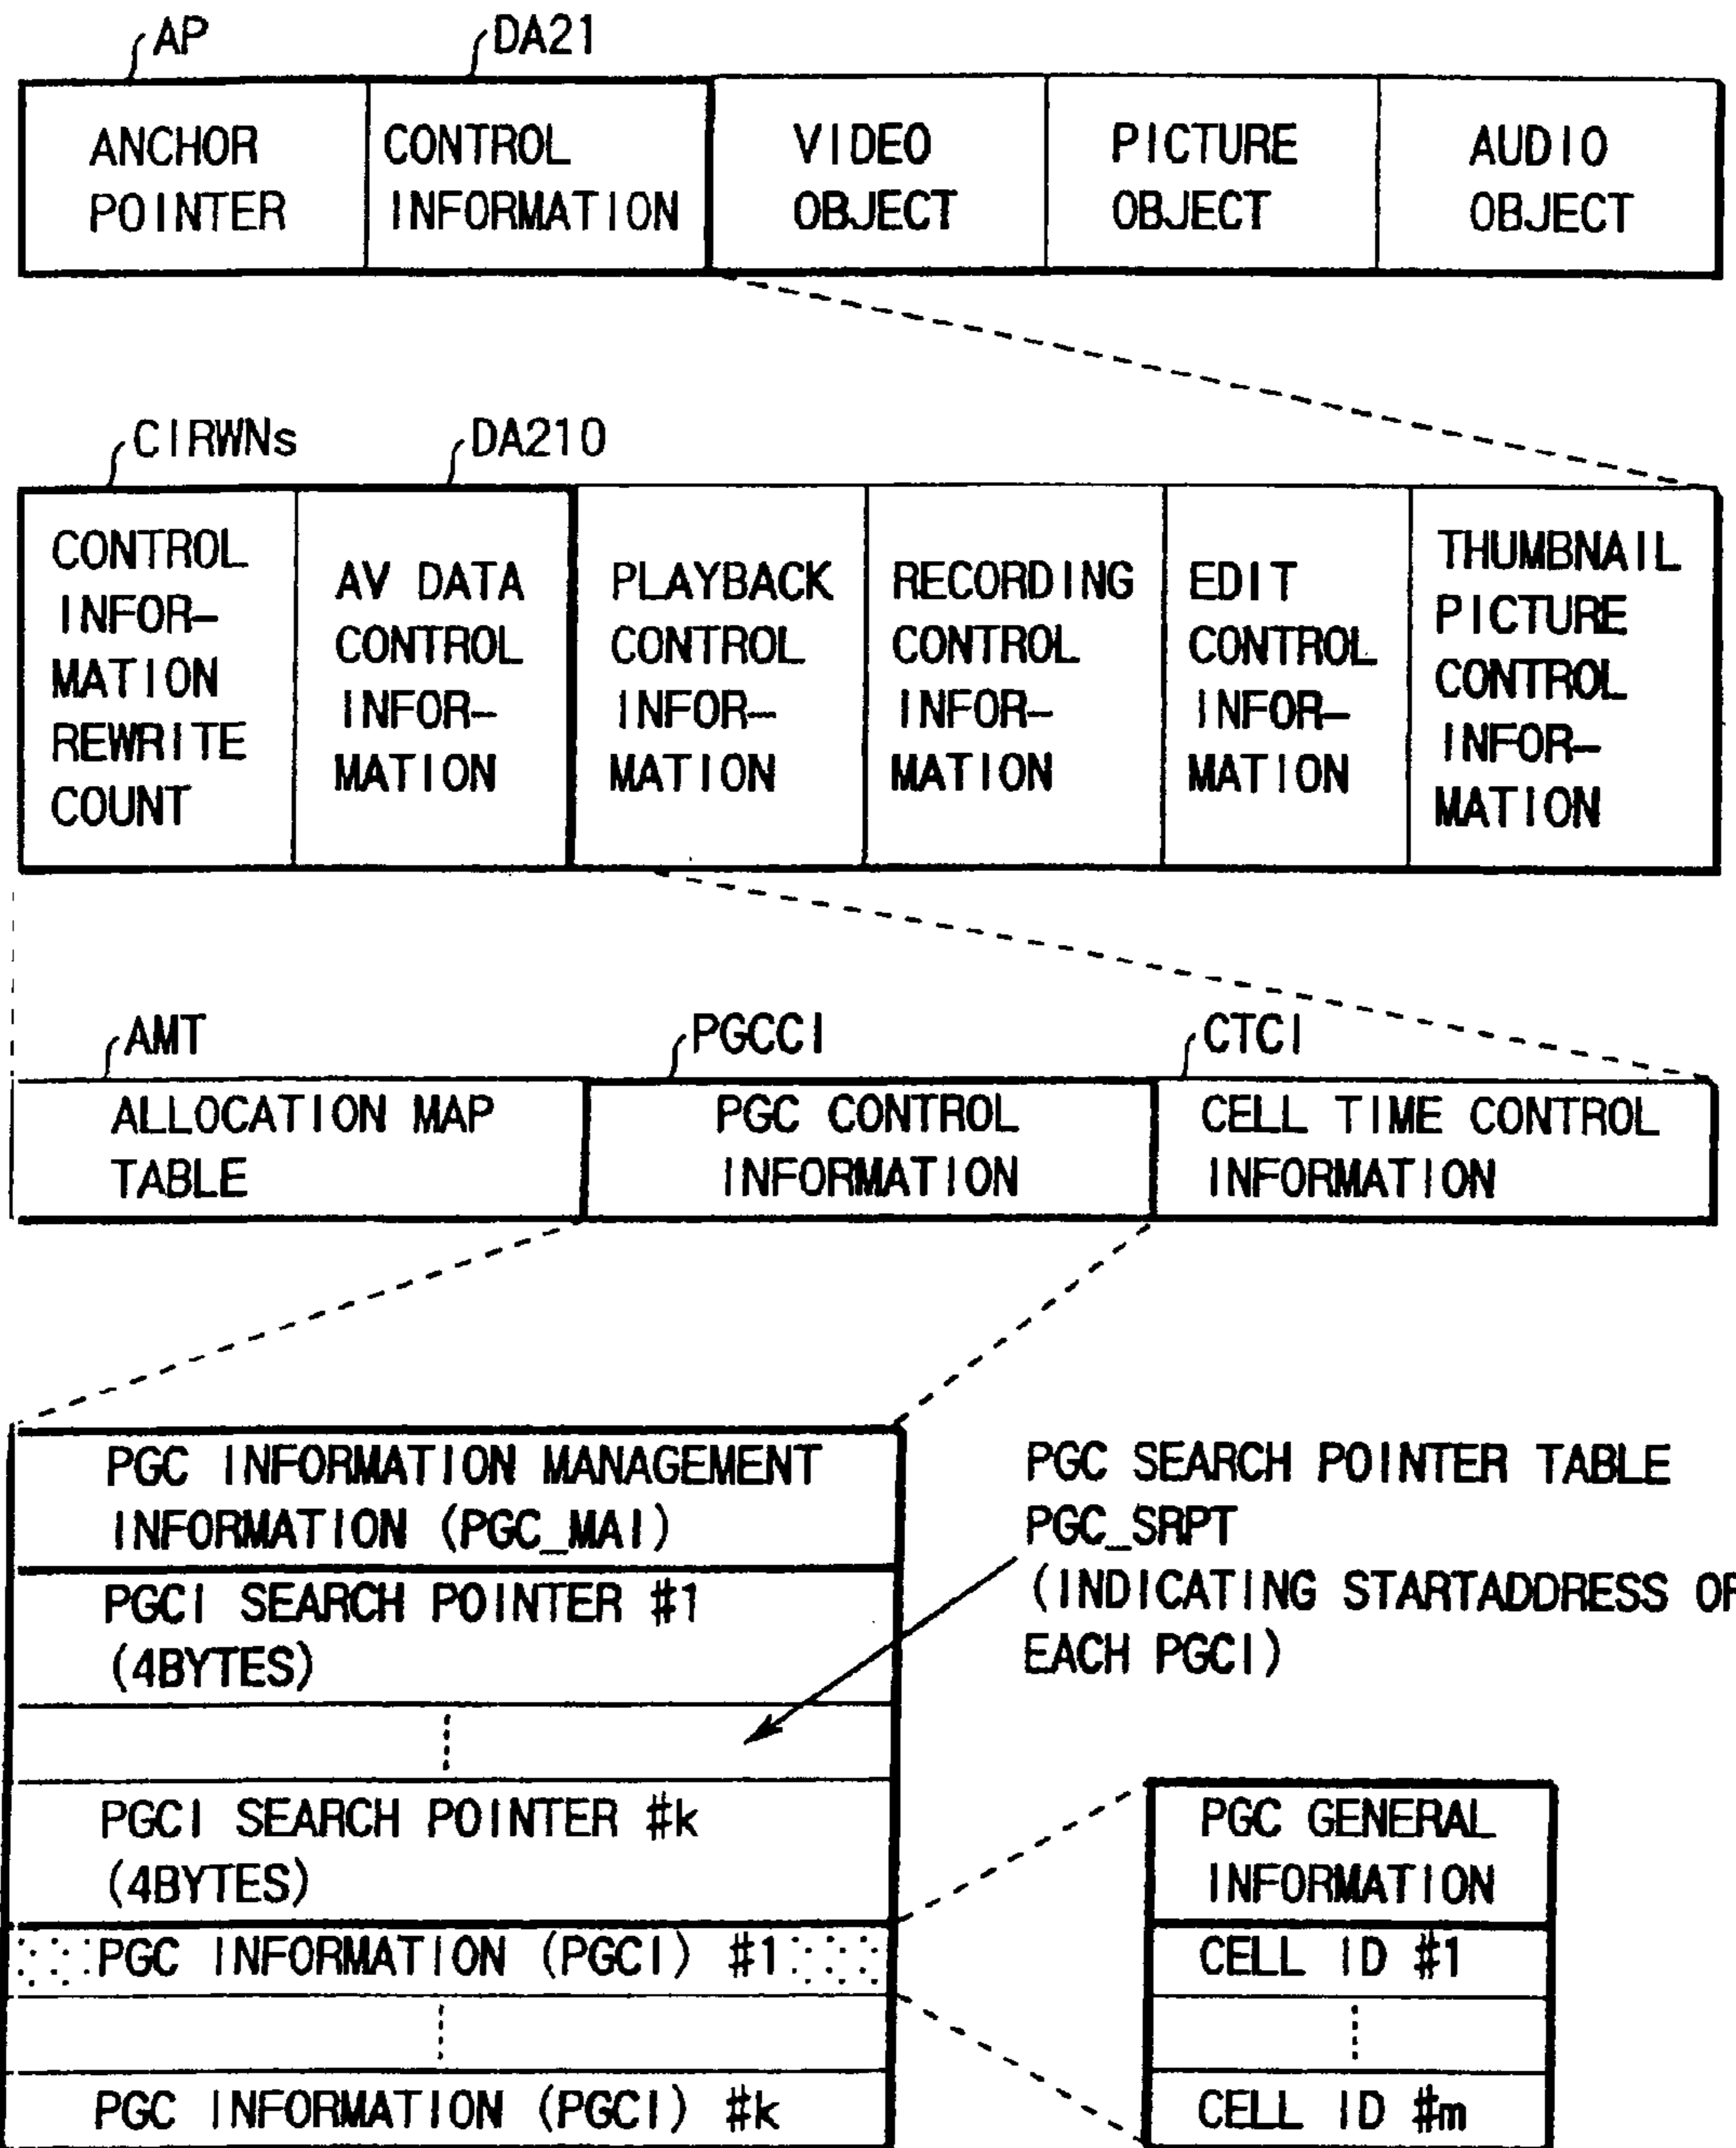 AP
DA21
ANCHOR
POINTER
CONTROL
INFORMATION
VIDEO
OBJECT
PICTURE
OBJECT
AUDIO
OBJECT
CIRWNs
DA210
CONTROL
INFOR-
MATION
REWRITE
COUNT
AV DATA
CONTROL
INFOR-
MATION
PLAYBACK
CONTROL
INFOR-
MATION
RECORDING
CONTROL
INFOR-
MATION
EDIT
CONTROL
INFOR-
MATION
THUMBNAIL
PICTURE
CONTROL
INFOR-
MATION
AMT
PGCCI
CTCI
ALLOCATION MAP
TABLE
PGC CONTROL
INFORMATION
CELL TIME CONTROL
INFORMATION
PGC INFORMATION MANAGEMENT
INFORMATION (PGC_MAI)
PGCI SEARCH POINTER #1
(4BYTES)
PGCI SEARCH POINTER #k
(4BYTES)
PGC INFORMATION (PGCI) #1
PGC INFORMATION (PGCI) #k
PGC SEARCH POINTER TABLE
PGC_SRPT
(INDICATING STARTADDRESS
EACH PGCI)
PGC GENERAL
INFORMATION
CELL ID #1
CELL ID #m